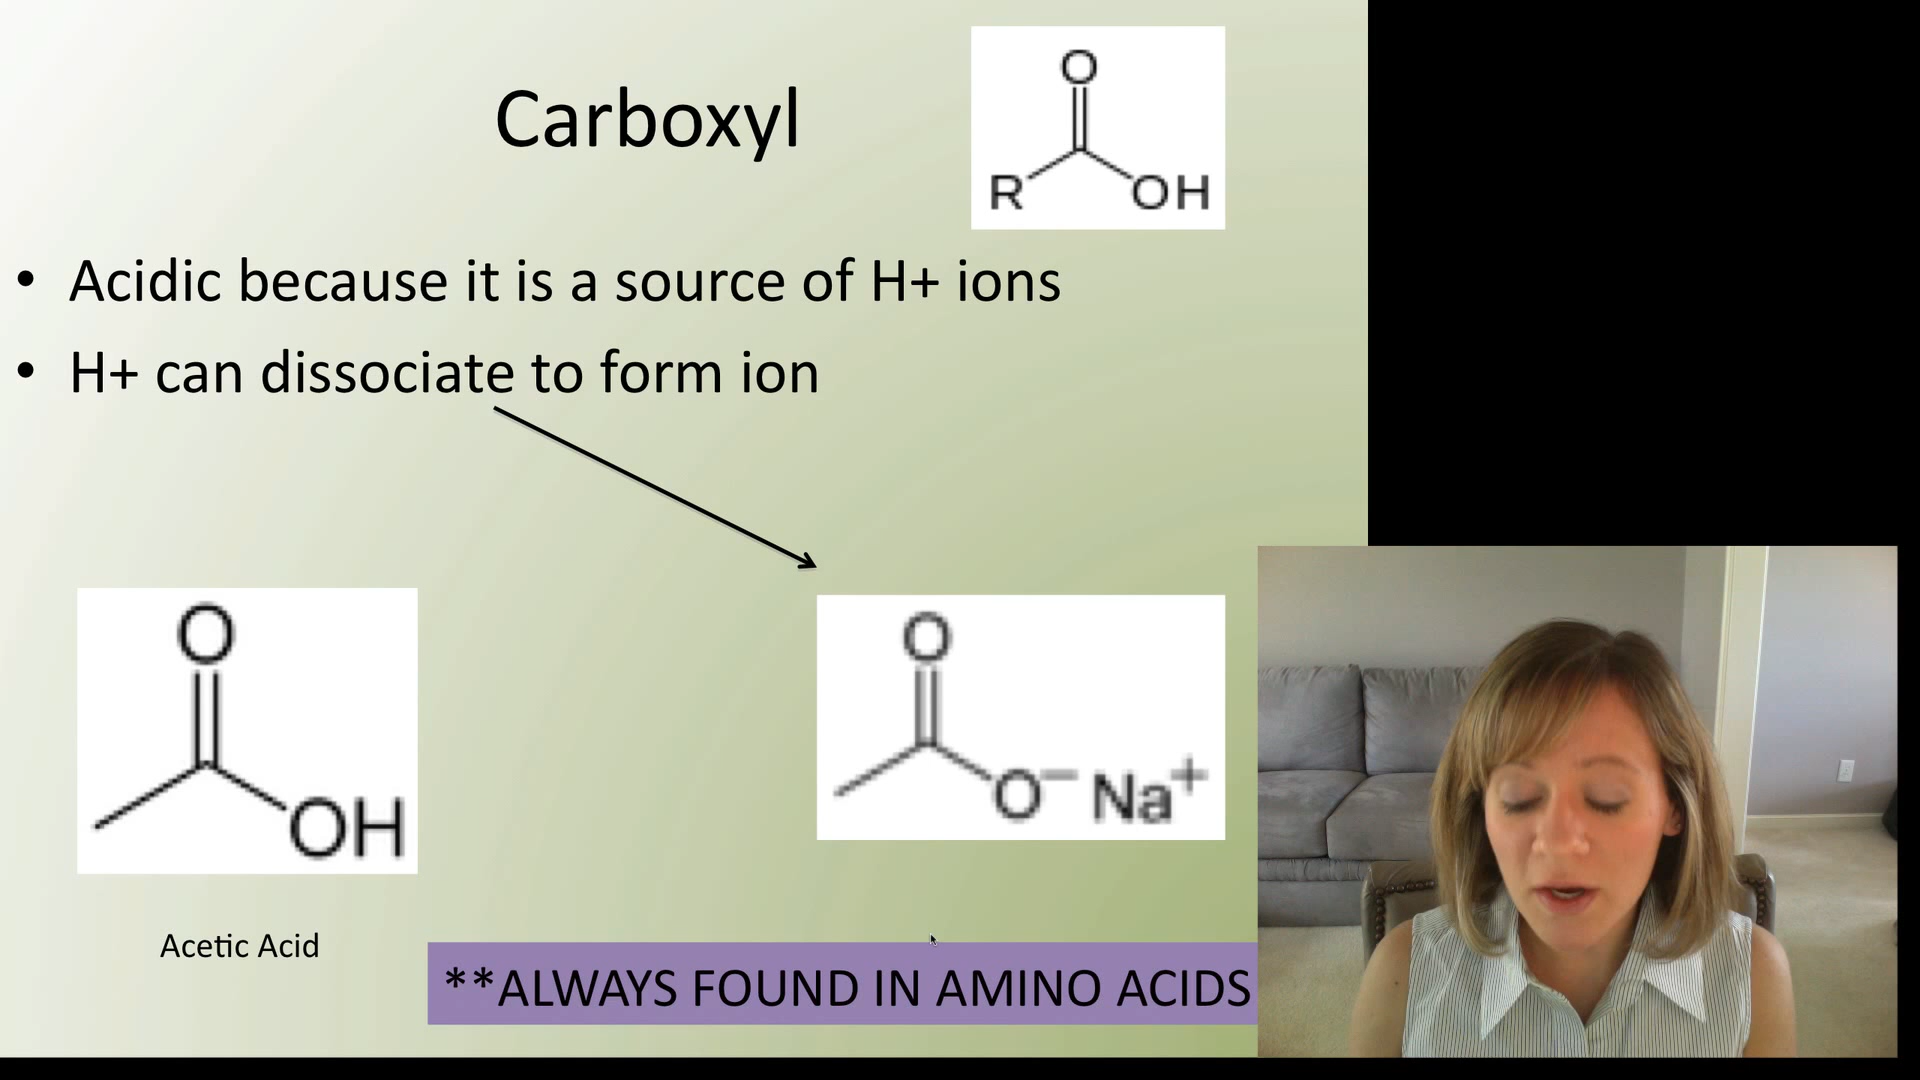 Carboxyl
O
R
OH
• Acidic because it is a source of H+ ions
• H+ can dissociate to form ion
O
OH
O
O⁻ Na⁺
Acetic Acid
**ALWAYS FOUND IN AMINO ACIDS